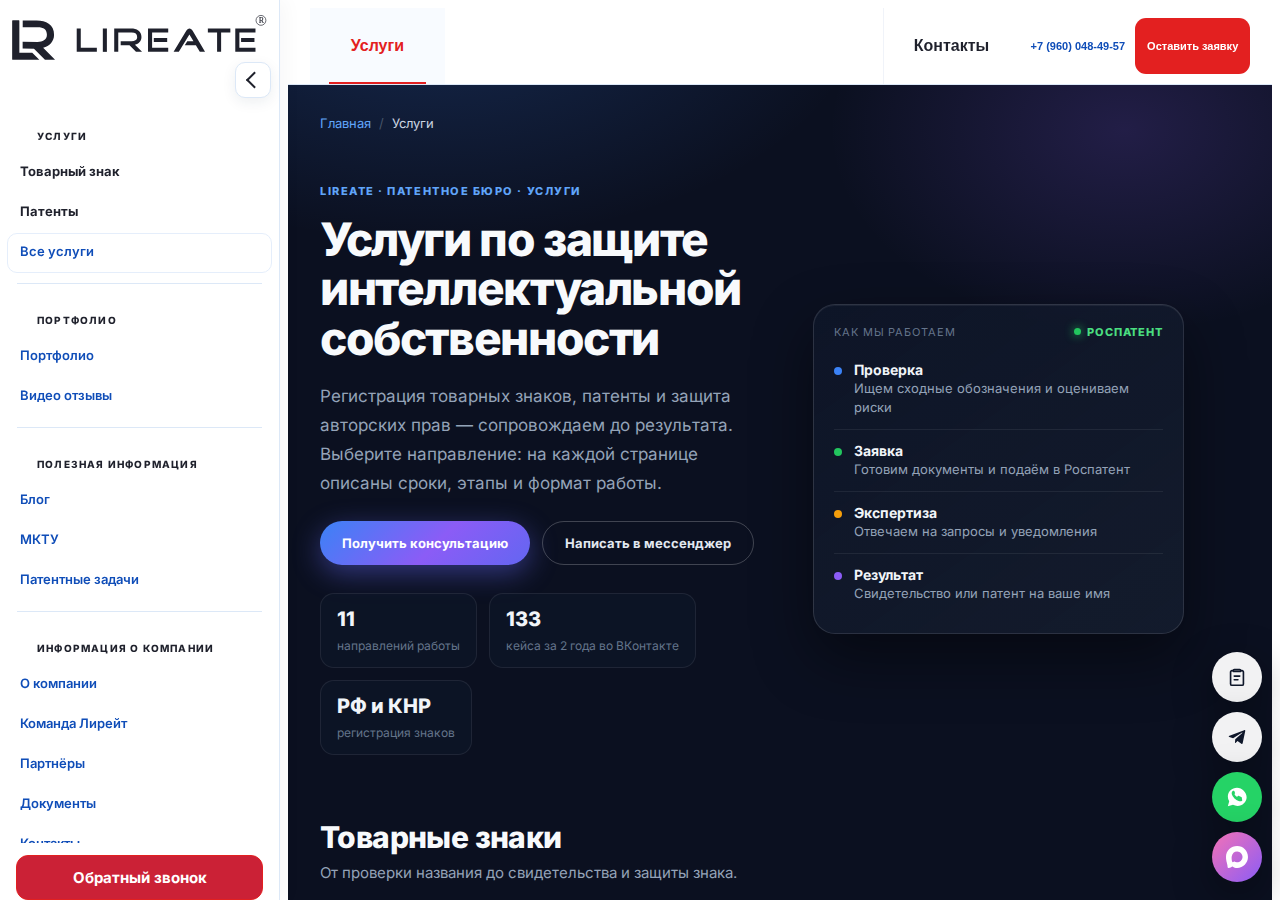 LIREATE®
УСЛУГИ
Товарный знак
Патенты
Все услуги
ПОРТФОЛИО
Портфолио
Видео отзывы
ПОЛЕЗНАЯ ИНФОРМАЦИЯ
Блог
МКТУ
Патентные задачи
ИНФОРМАЦИЯ О КОМПАНИИ
О компании
Команда Лирейт
Партнёры
Документы
Контакты
Обратный звонок
Услуги
Контакты
+7 (960) 048-49-57
Оставить заявку
Главная / Услуги
LIREATE · ПАТЕНТНОЕ БЮРО · УСЛУГИ
Услуги по защите
интеллектуальной
собственности
Регистрация товарных знаков, патенты и защита
авторских прав — сопровождаем до результата.
Выберите направление: на каждой странице
описаны сроки, этапы и формат работы.
Получить консультацию
Написать в мессенджер
11
направлений работы
133
кейса за 2 года во ВКонтакте
РФ и КНР
регистрация знаков
КАК МЫ РАБОТАЕМ
РОСПАТЕНТ
Проверка
Ищем сходные обозначения и оцениваем
риски
Заявка
Готовим документы и подаём в Роспатент
Экспертиза
Отвечаем на запросы и уведомления
Результат
Свидетельство или патент на ваше имя
Товарные знаки
От проверки названия до свидетельства и защиты знака.